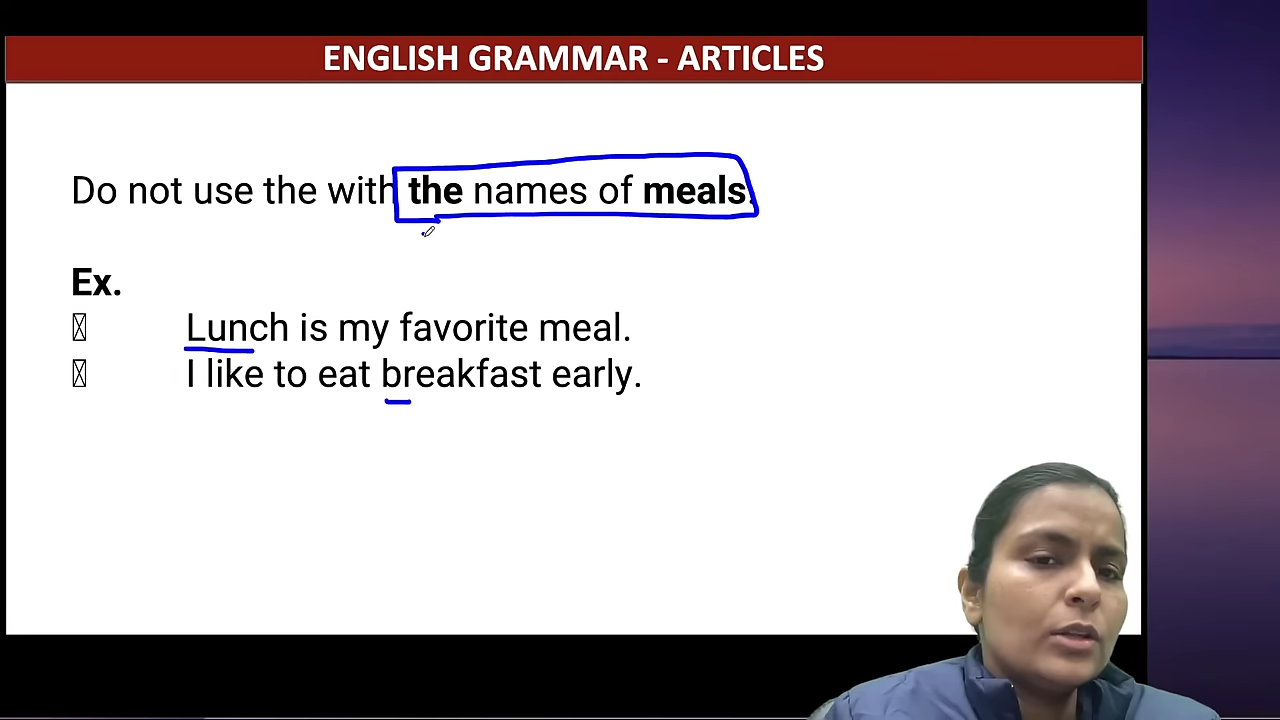 ENGLISH GRAMMAR - ARTICLES
Do not use the with the names of meals.
Ex.
Lunch is my favorite meal.
I like to eat breakfast early.